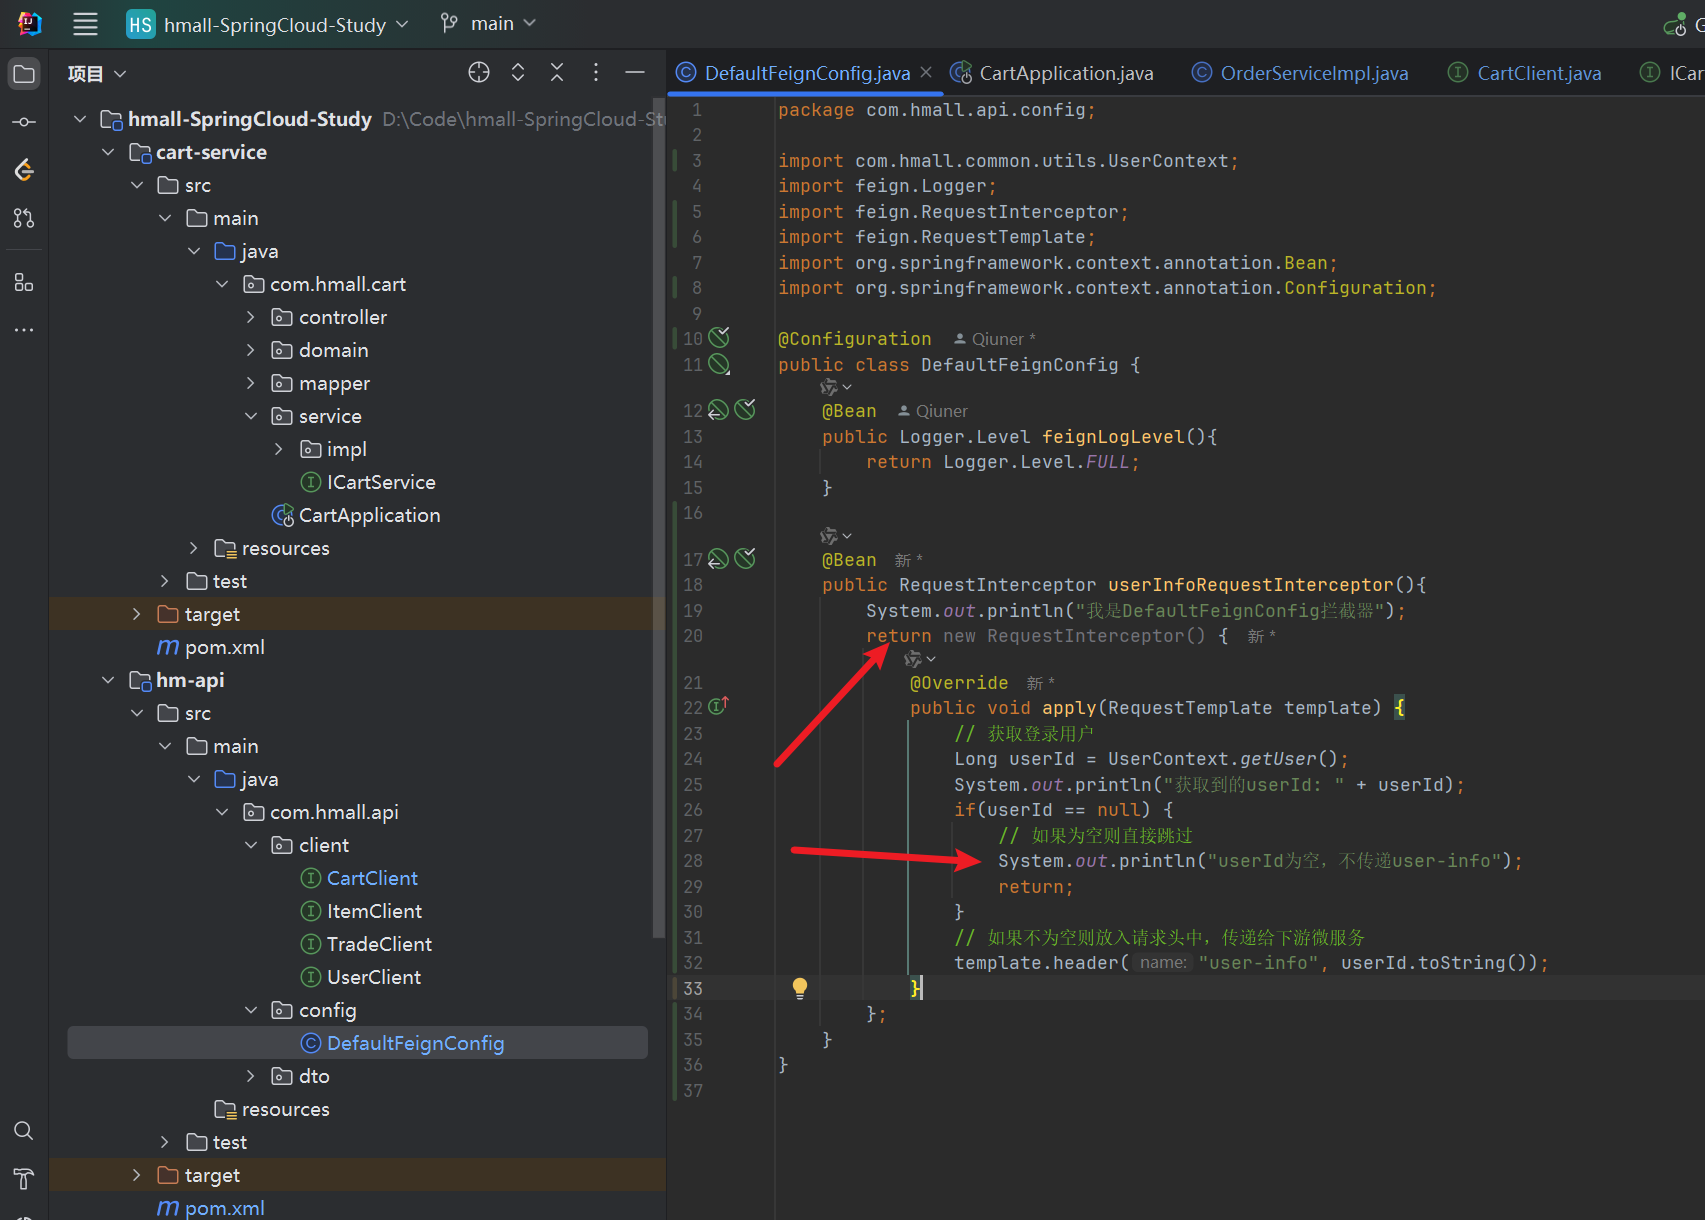 HS hmall-SpringCloud-Study main
项目
hmall-SpringCloud-Study D:\Code\hmall-SpringCloud-St
cart-service
src
main
java
com.hmall.cart
controller
domain
mapper
service
impl
ICartService
CartApplication
resources
test
target
pom.xml
hm-api
src
main
java
com.hmall.api
client
CartClient
ItemClient
TradeClient
UserClient
config
DefaultFeignConfig
dto
resources
test
target
pom.xml
DefaultFeignConfig.java CartApplication.java OrderServiceImpl.java CartClient.java ICar
1 package com.hmall.api.config;
2
3 import com.hmall.common.utils.UserContext;
4 import feign.Logger;
5 import feign.RequestInterceptor;
6 import feign.RequestTemplate;
7 import org.springframework.context.annotation.Bean;
8 import org.springframework.context.annotation.Configuration;
9
10 @Configuration Qiuner *
11 public class DefaultFeignConfig {
12 @Bean Qiuner
13 public Logger.Level feignLogLevel(){
14 return Logger.Level.FULL;
15 }
16
17 @Bean 新 *
18 public RequestInterceptor userInfoRequestInterceptor(){
19 System.out.println("我是DefaultFeignConfig拦截器");
20 return new RequestInterceptor() { 新 *
21 @Override 新 *
22 public void apply(RequestTemplate template) {
23 // 获取登录用户
24 Long userId = UserContext.getUser();
25 System.out.println("获取到的userId: " + userId);
26 if(userId == null) {
27 // 如果为空则直接跳过
28 System.out.println("userId为空，不传递user-info");
29 return;
30 }
31 // 如果不为空则放入请求头中，传递给下游微服务
32 template.header( name: "user-info", userId.toString());
33 }
34 };
35 }
36 }
37